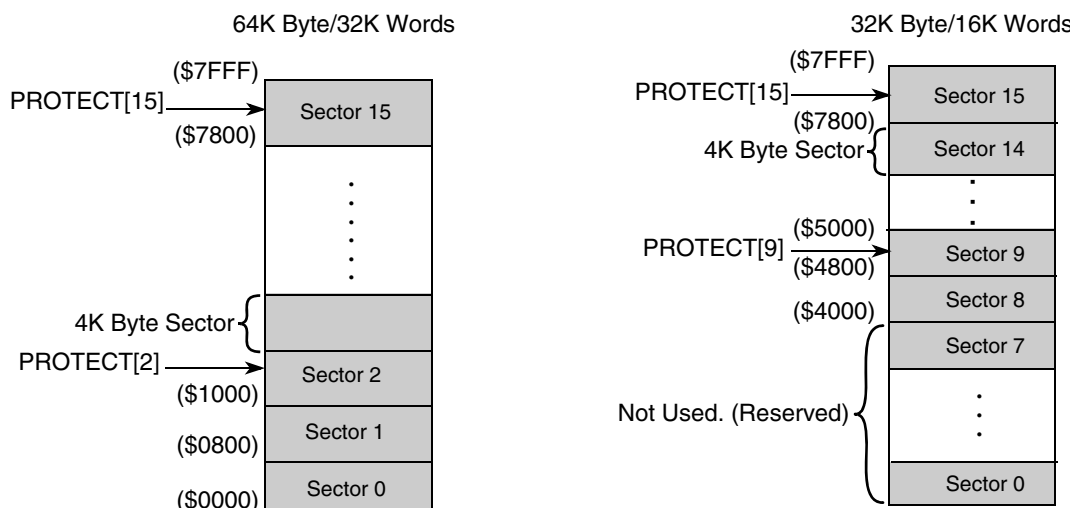 64K Byte/32K Words
($7FFF)
PROTECT[15]
Sector 15
($7800)
4K Byte Sector
PROTECT[2]
Sector 2
($1000)
Sector 1
($0800)
Sector 0
($0000)
32K Byte/16K Words
($7FFF)
PROTECT[15]
Sector 15
($7800)
4K Byte Sector
Sector 14
($5000)
PROTECT[9]
Sector 9
($4800)
Sector 8
($4000)
Sector 7
Not Used. (Reserved)
Sector 0